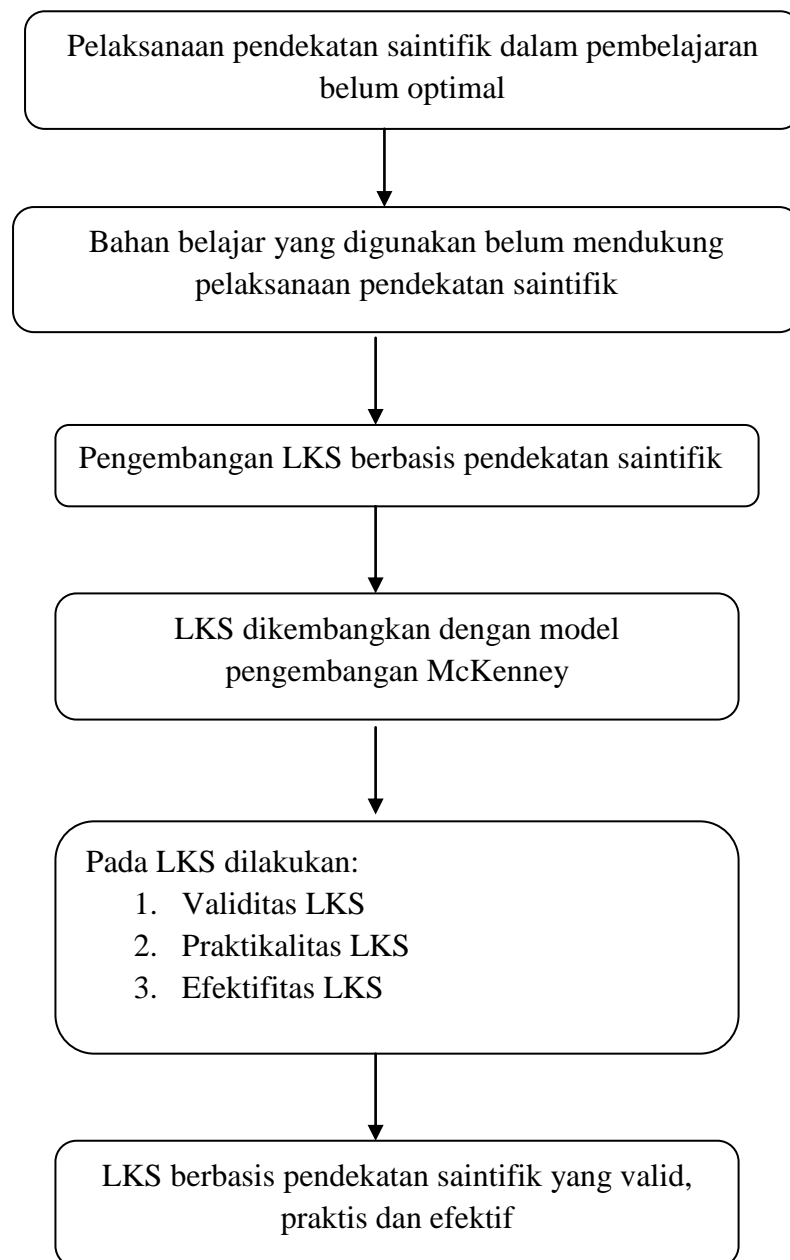 Pelaksanaan pendekatan saintifik dalam pembelajaran
belum optimal
Bahan belajar yang digunakan belum mendukung
pelaksanaan pendekatan saintifik
Pengembangan LKS berbasis pendekatan saintifik
LKS dikembangkan dengan model
pengembangan McKenney
Pada LKS dilakukan:
1. Validitas LKS
2. Praktikalitas LKS
3. Efektifitas LKS
LKS berbasis pendekatan saintifik yang valid,
praktis dan efektif